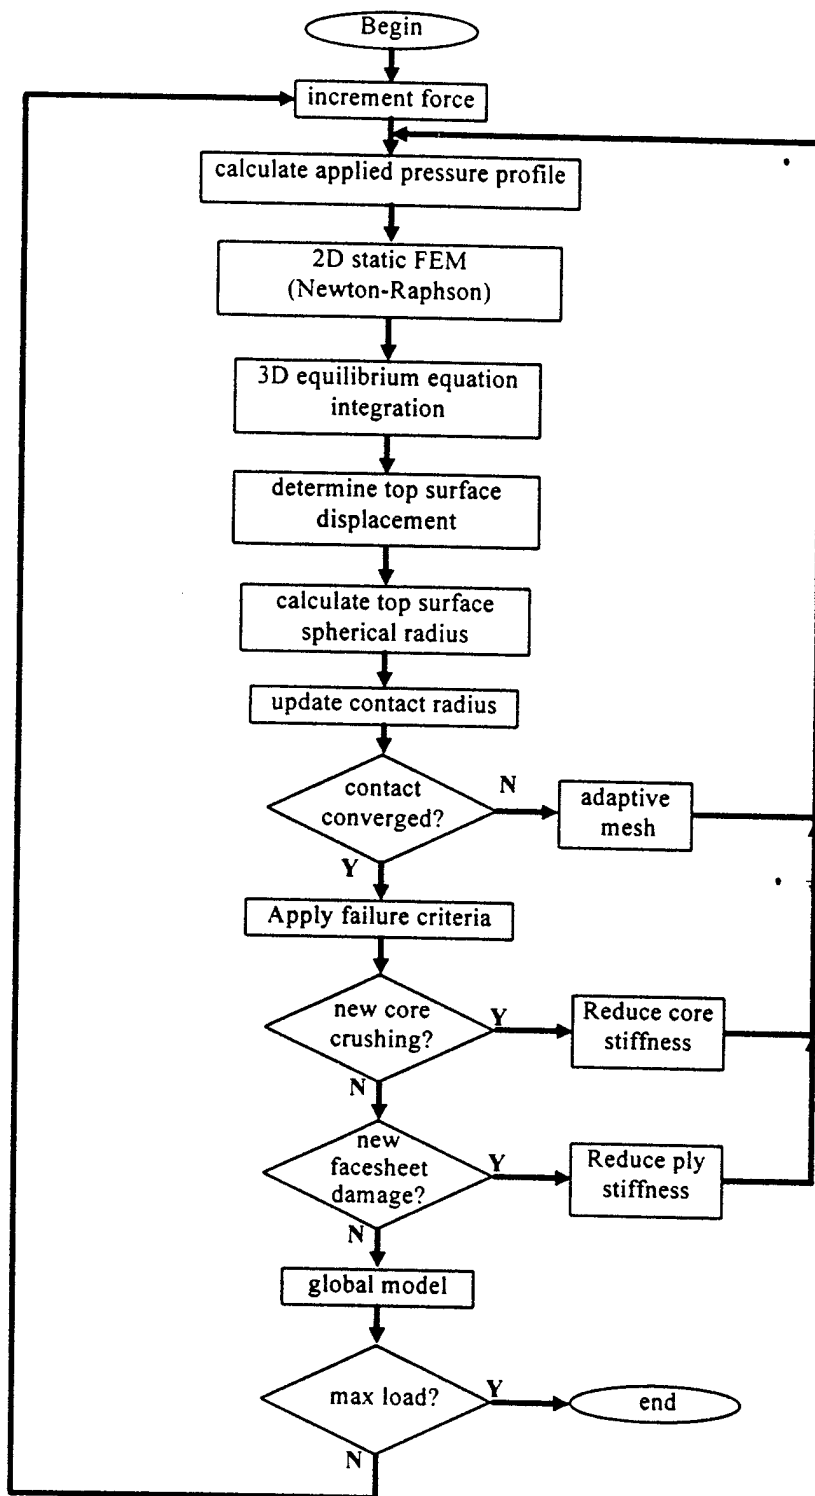 Begin
increment force
calculate applied pressure profile
2D static FEM
(Newton-Raphson)
3D equilibrium equation
integration
determine top surface
displacement
calculate top surface
spherical radius
update contact radius
contact
converged?
N
adaptive
mesh
Y
Apply failure criteria
new core
crushing?
Y
Reduce core
stiffness
N
new
facesheet
damage?
Y
Reduce ply
stiffness
N
global model
max load?
Y
end
N